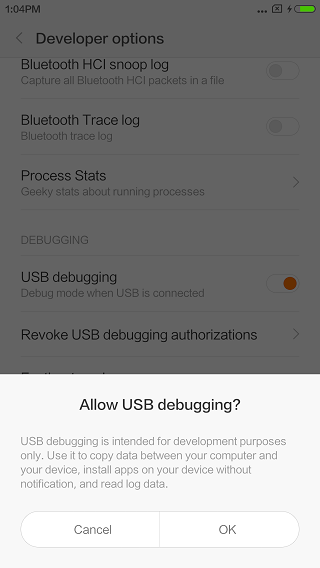 1:04PM
Developer options
Bluetooth HCI snoop log
Capture all Bluetooth HCI packets in a file
Bluetooth Trace log
Bluetooth trace log
Process Stats
Geeky stats about running processes
DEBUGGING
USB debugging
Debug mode when USB is connected
Revoke USB debugging authorizations
Allow USB debugging?
USB debugging is intended for development purposes
only. Use it to copy data between your computer and
your device, install apps on your device without
notification, and read log data.
Cancel
OK